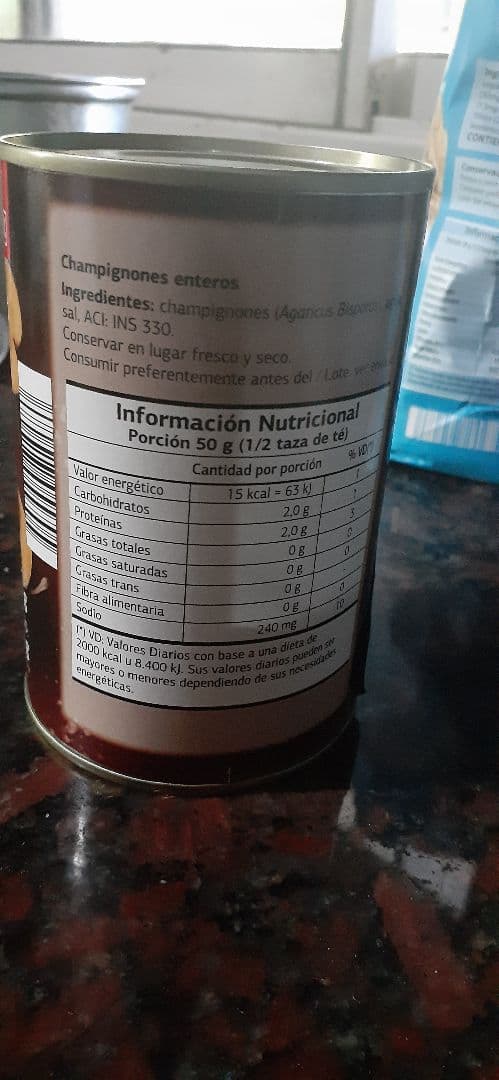 Champignones enteros
Ingredientes: champignones (Agaricus Bisporus),
sal, ACI: INS 330.
Conservar en lugar fresco y seco.
Consumir preferentemente antes del / Lote
Información Nutricional
Porción 50 g (1/2 taza de té)
Cantidad por porción % VD(*)
Valor energético 15 kcal = 63 kJ 1
Carbohidratos 2,0 g 1
Proteínas 2,0 g 3
Grasas totales 0 g 0
Grasas saturadas 0 g 0
Grasas trans 0 g -
Fibra alimentaria 0 g 0
Sodio 240 mg 10
(*) VD: Valores Diarios con base a una dieta de
2000 kcal u 8.400 kJ. Sus valores diarios pueden ser
mayores o menores dependiendo de sus necesidades
energéticas.
CONTIE